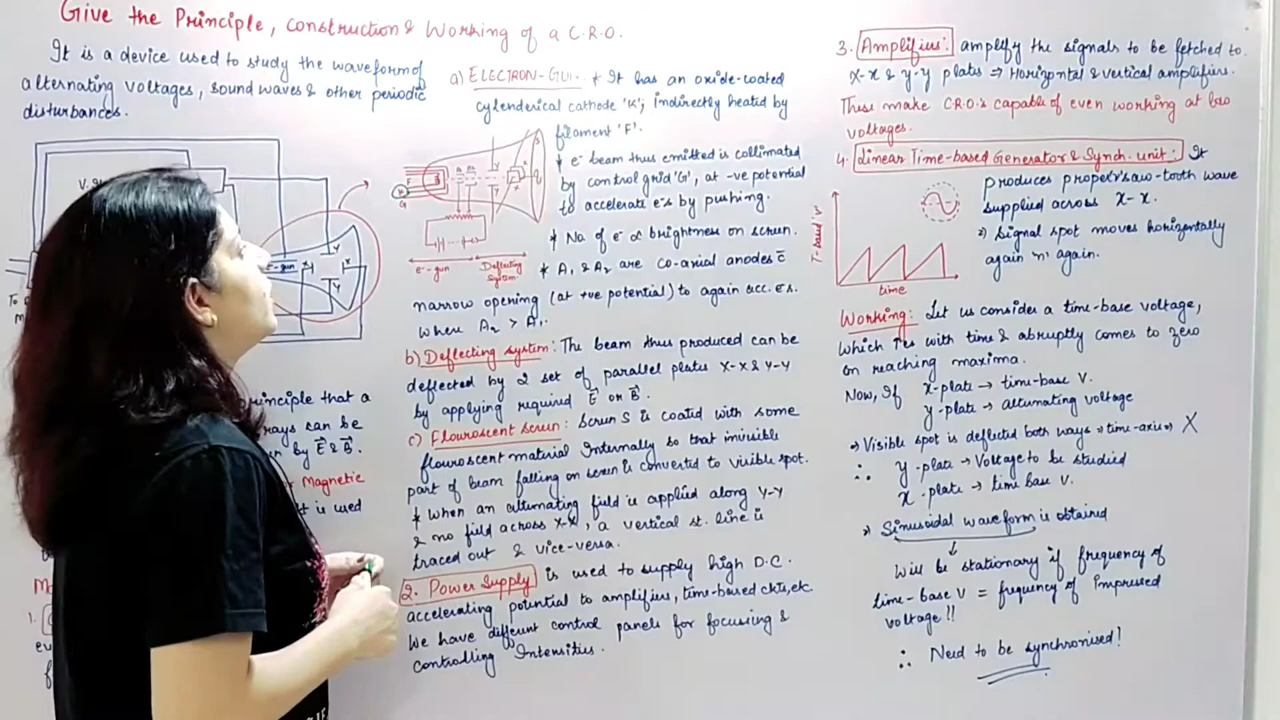 Give the Principle, construction & Working of a C.R.O.
It is a device used to study the waveform of
alternating voltages, sound waves & other periodic
disturbances.
e-gun
Y
X
X
Y
To
rinciple that a
rays can be
by E⃗ & B⃗.
Magnetic
t is used
1.
a) ELECTRON-GUN. * It has an oxide-coated
cylenderical cathode 'K', indirectly heated by
filament 'F'.
* e⁻ beam thus emitted is collimated
by control grid 'G', at -ve potential
to accelerate e⁻s by pushing.
G
e⁻-gun
Deflecting
System
* No of e⁻ ∝ brightness on screen.
* A₁ & A₂ are co-axial anodes c̄
narrow opening (at +ve potential) to again acc. e⁻s.
where A₂ > A₁.
b) Deflecting system: The beam thus produced can be
deflected by 2 set of parallel plates X-X & Y-Y
by applying required E⃗ or B⃗.
c) Flouroscent screen: Screen S is coated with some
flouroscent material Internally so that invisible
part of beam falling on screen is converted to visible spot.
* When an alternating field is applied along Y-Y
& no field across X-X, a vertical st. line is
traced out & vice-versa.
2. Power Supply is used to supply high D.C.
accelerating potential to amplifiers, time-based ckts, etc.
We have different control panels for focusing &
controlling Intensities.
3. Amplifiers: amplify the signals to be fetched to
X-X & Y-Y plates ⇒ Horizontal & vertical amplifiers.
These make C.R.O.s capable of even working at low
voltages.
4. Linear Time-based Generator & Synch. unit: It
produces proper saw-tooth wave
supplied across X-X.
⇒ Signal spot moves horizontally
again 'n' again.
T-based V
time
Working: Let us consider a time-base voltage,
which ↑es with time & abruptly comes to zero
on reaching maxima.
Now, If x-plate → time-base V.
y-plate → alternating voltage
⇒ Visible spot is deflected both ways ⇒ time-axis ⇒ X
∴ y-plate → Voltage to be studied
x-plate → time base V.
⇒ Sinusoidal waveform is obtained
↓
Will be stationary if frequency of
time-base V = frequency of Impressed
voltage!!
∴ Need to be synchronised!